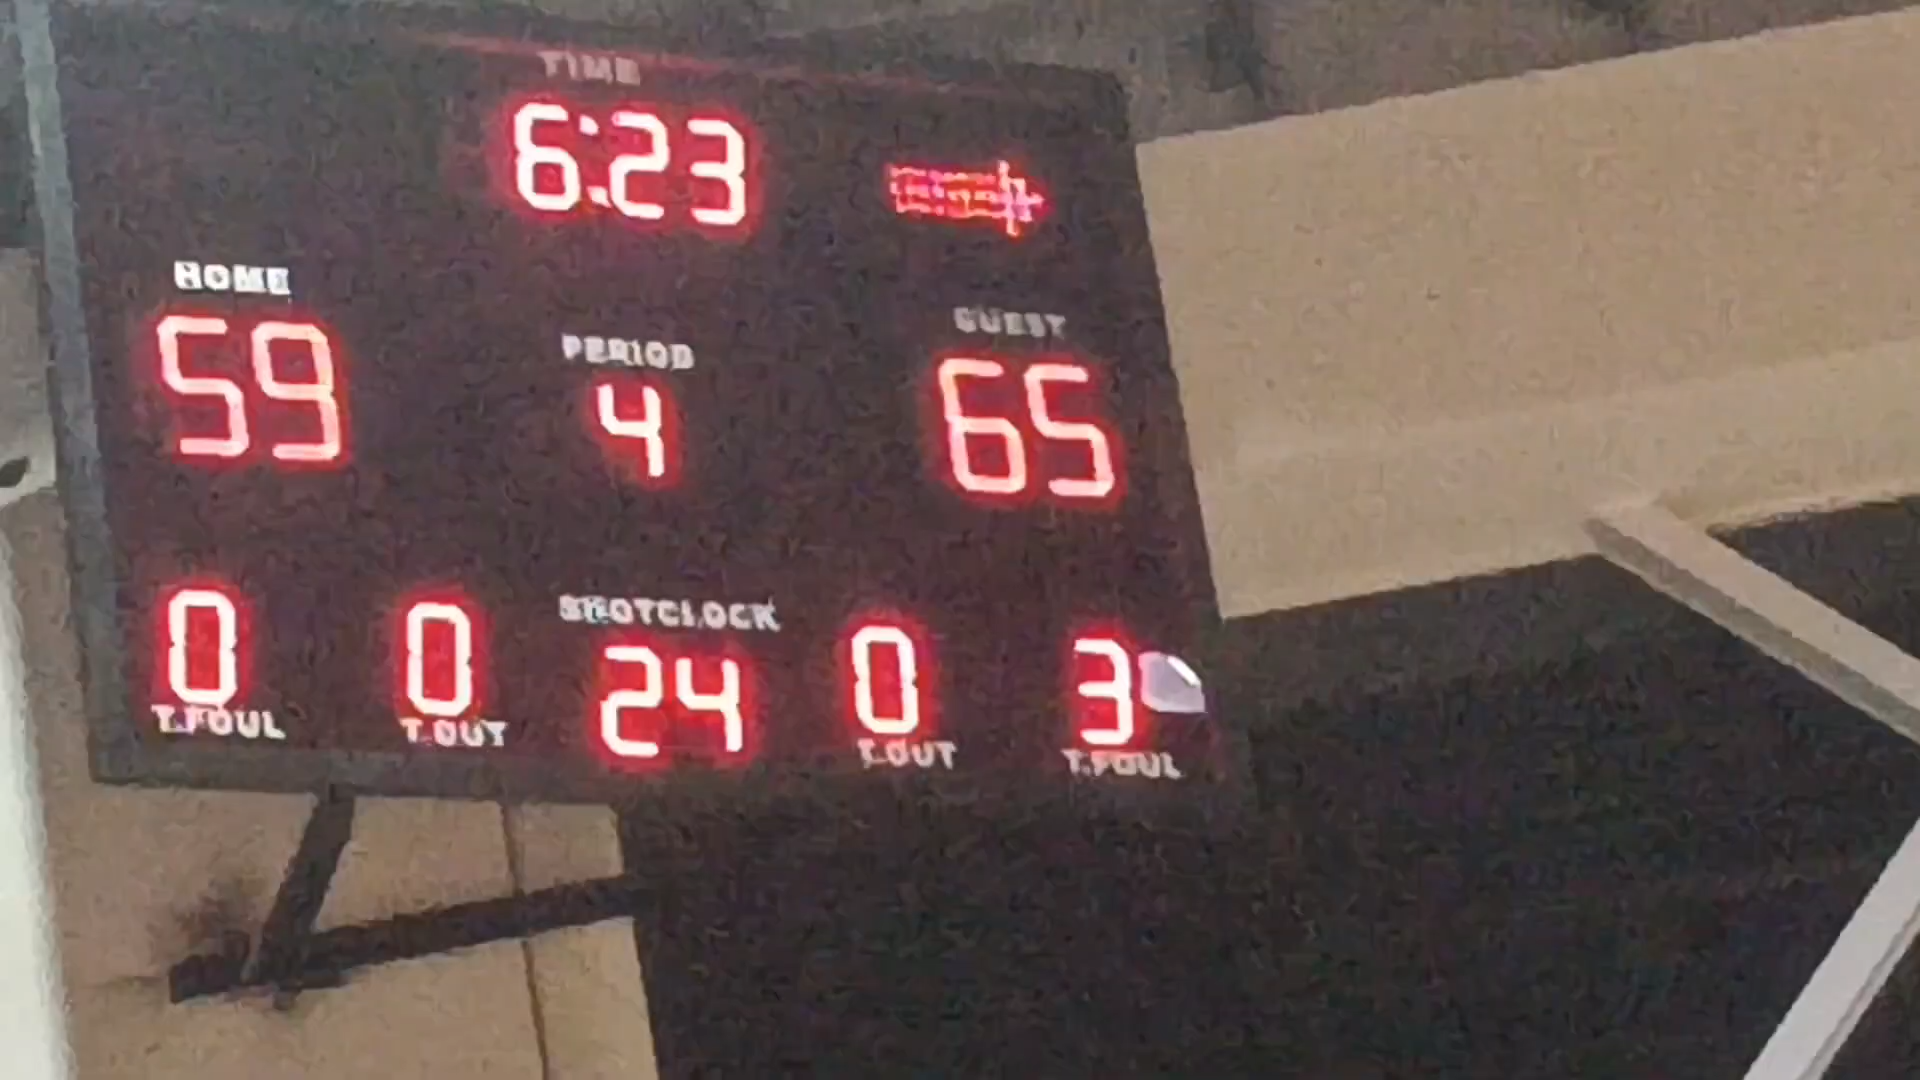 TIME
6:23
HOME
GUEST
59
PERIOD
65
4
SHOTCLOCK
0 0 24 0 3
T.FOUL T.OUT T.OUT T.FOUL